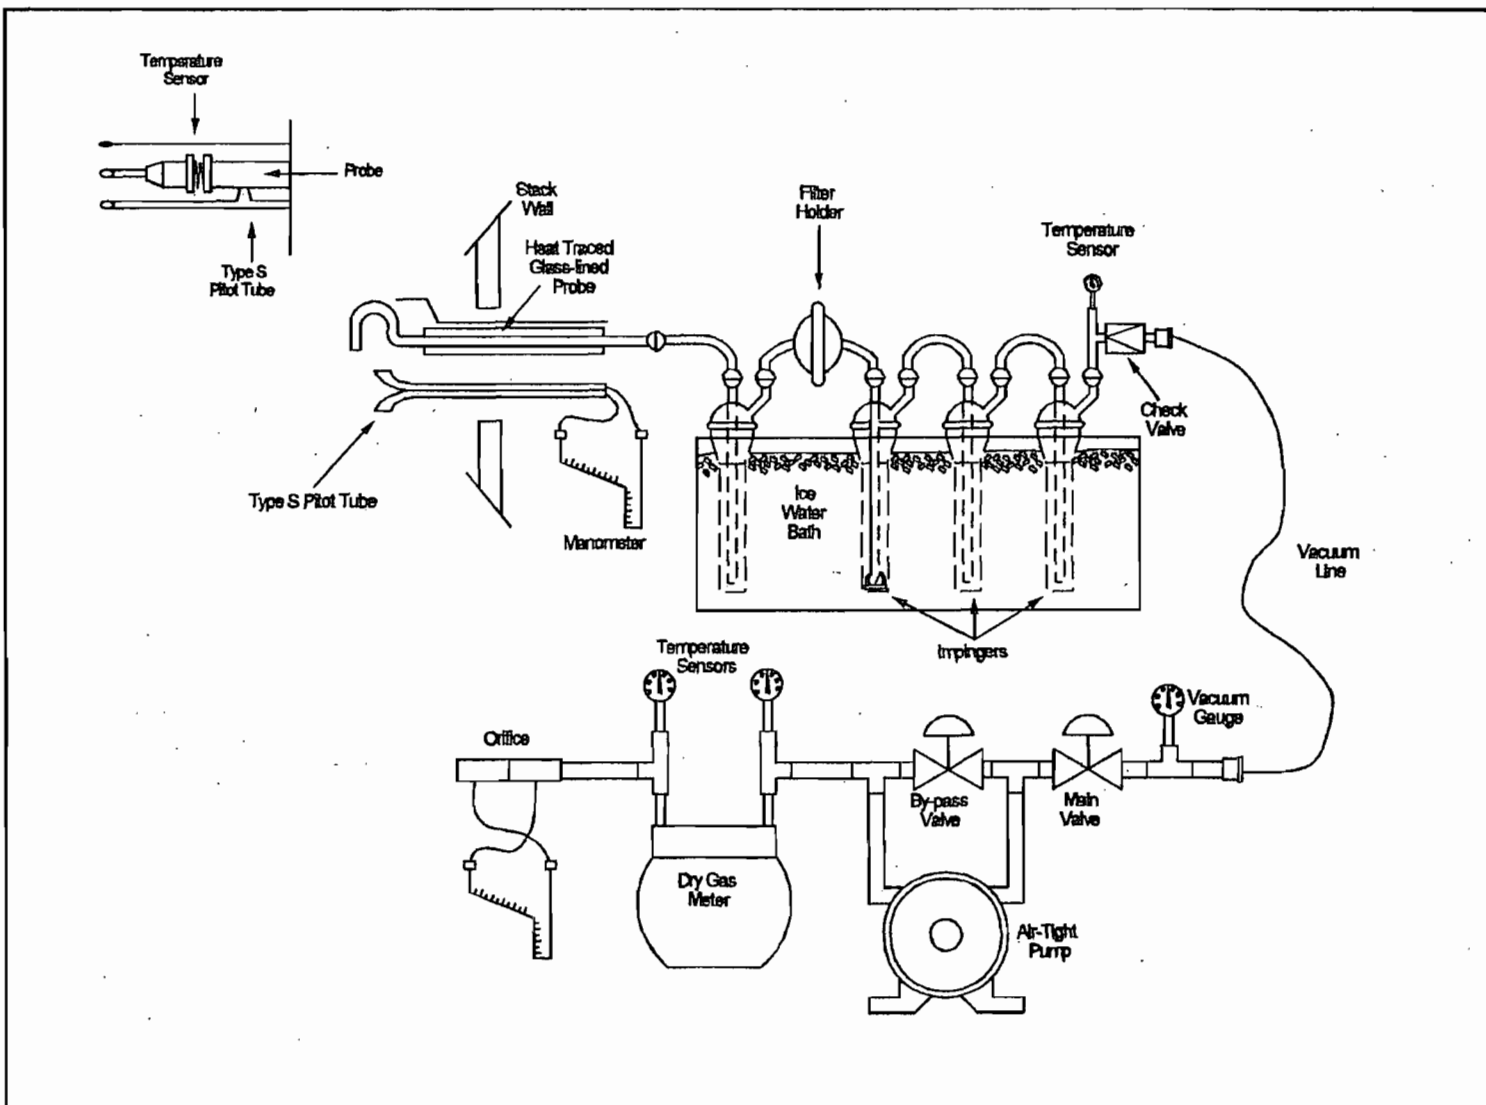 Temperature
Sensor
Probe
Type S
Pitot Tube
Stack
Wall
Heat Traced
Glass-lined
Probe
Filter
Holder
Temperature
Sensor
Check
Valve
Type S Pitot Tube
Manometer
Ice
Water
Bath
Vacuum
Line
Impingers
Temperature
Sensors
Vacuum
Gauge
Orifice
By-pass
Valve
Main
Valve
Dry Gas
Meter
Air-Tight
Pump